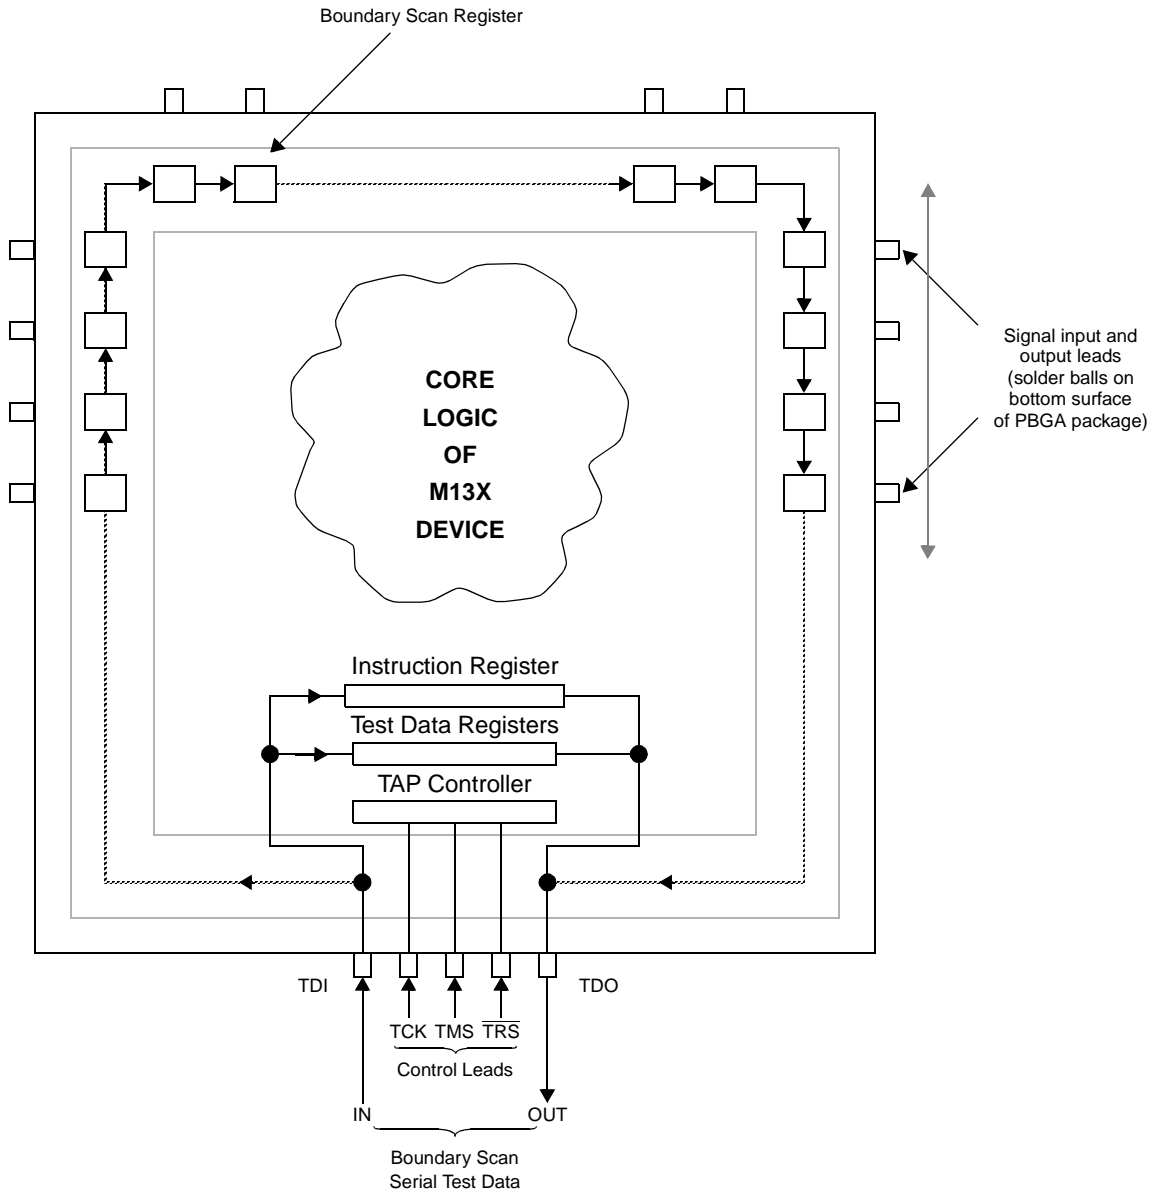 Boundary Scan Register
Signal input and
output leads
(solder balls on
bottom surface
of PBGA package)
CORE
LOGIC
OF
M13X
DEVICE
Instruction Register
Test Data Registers
TAP Controller
TDI
TDO
TCK TMS T̅R̅S̅
Control Leads
IN
OUT
Boundary Scan
Serial Test Data